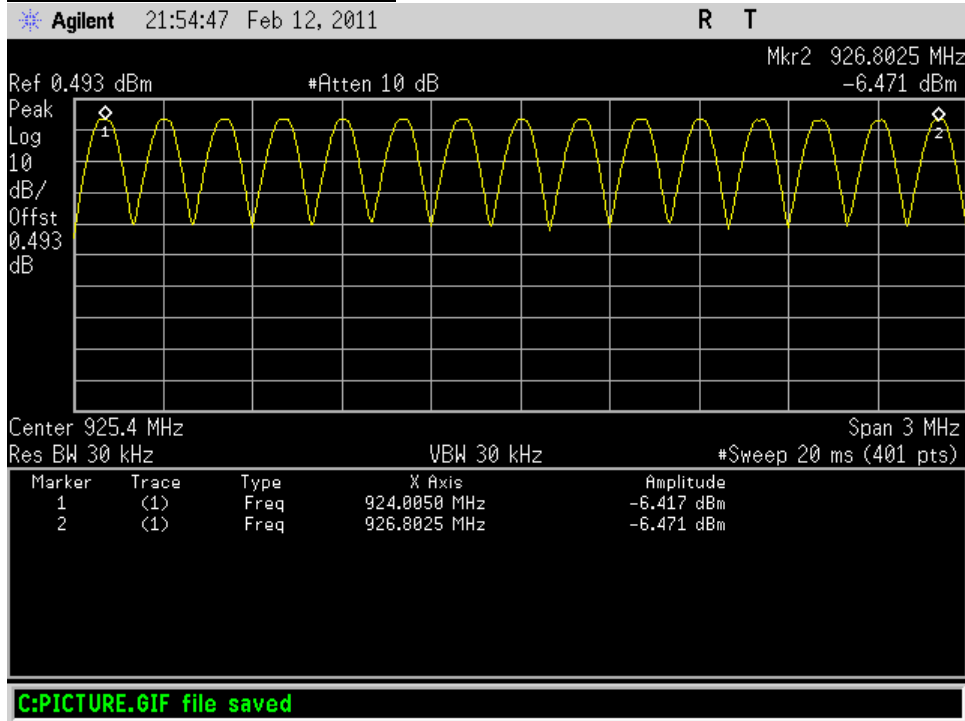 Agilent 21:54:47 Feb 12, 2011 R T
Mkr2 926.8025 MHz
Ref 0.493 dBm #Atten 10 dB -6.471 dBm
Peak
Log
10
dB/
Offst
0.493
dB
1
2
Center 925.4 MHz Span 3 MHz
Res BW 30 kHz VBW 30 kHz #Sweep 20 ms (401 pts)
Marker Trace Type X Axis Amplitude
1 (1) Freq 924.0050 MHz -6.417 dBm
2 (1) Freq 926.8025 MHz -6.471 dBm
C:PICTURE.GIF file saved